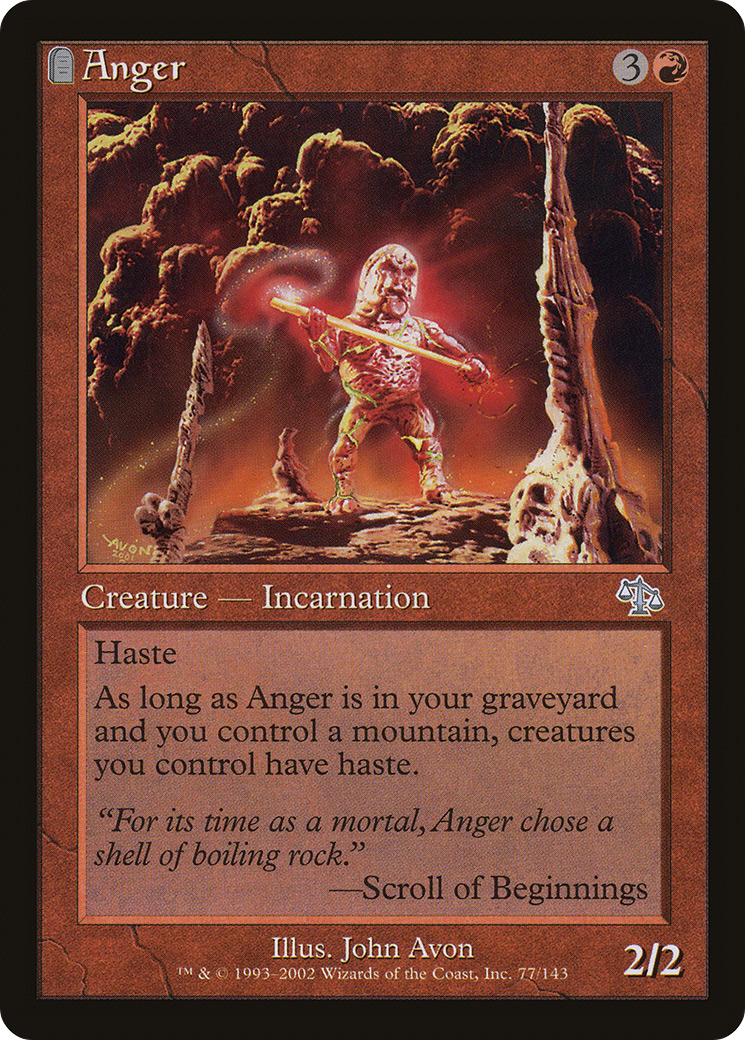 Anger 3
AVON
2001
Creature — Incarnation
Haste
As long as Anger is in your graveyard
and you control a mountain, creatures
you control have haste.
“For its time as a mortal, Anger chose a
shell of boiling rock.”
—Scroll of Beginnings
Illus. John Avon
™ & © 1993–2002 Wizards of the Coast, Inc. 77/143
2/2